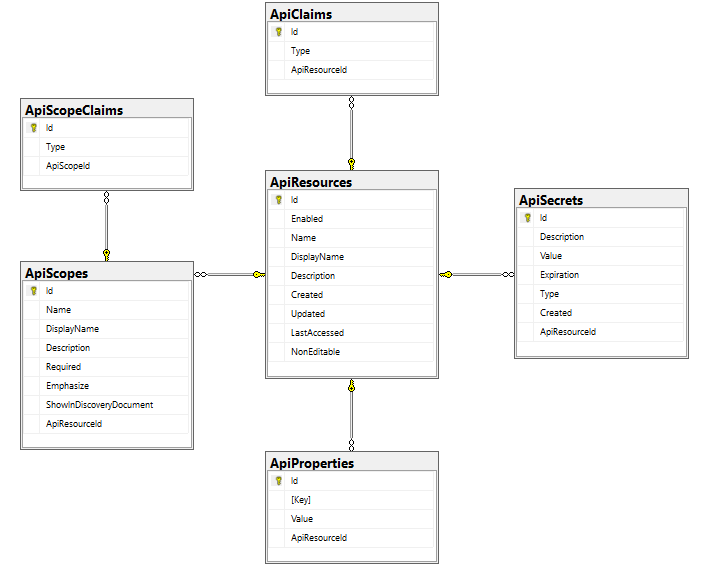 ApiClaims
Id
Type
ApiResourceId
ApiScopeClaims
Id
Type
ApiScopeId
ApiResources
Id
Enabled
Name
DisplayName
Description
Created
Updated
LastAccessed
NonEditable
ApiSecrets
Id
Description
Value
Expiration
Type
Created
ApiResourceId
ApiScopes
Id
Name
DisplayName
Description
Required
Emphasize
ShowInDiscoveryDocument
ApiResourceId
ApiProperties
Id
[Key]
Value
ApiResourceId